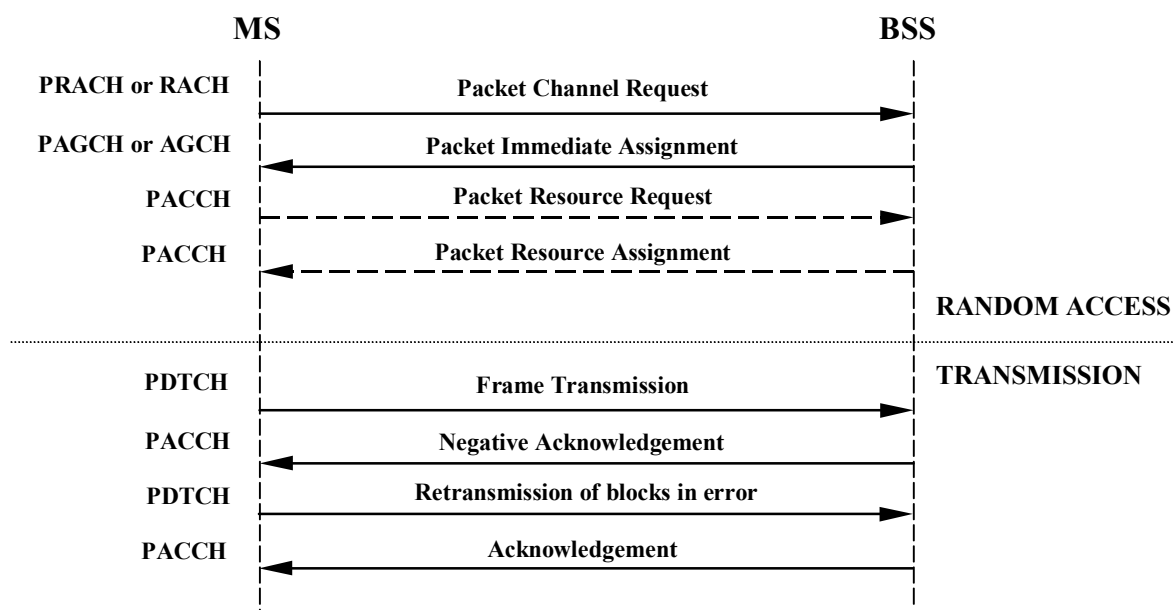 MS BSS
PRACH or RACH Packet Channel Request
PAGCH or AGCH Packet Immediate Assignment
PACCH Packet Resource Request
PACCH Packet Resource Assignment
RANDOM ACCESS
TRANSMISSION
PDTCH Frame Transmission
PACCH Negative Acknowledgement
PDTCH Retransmission of blocks in error
PACCH Acknowledgement